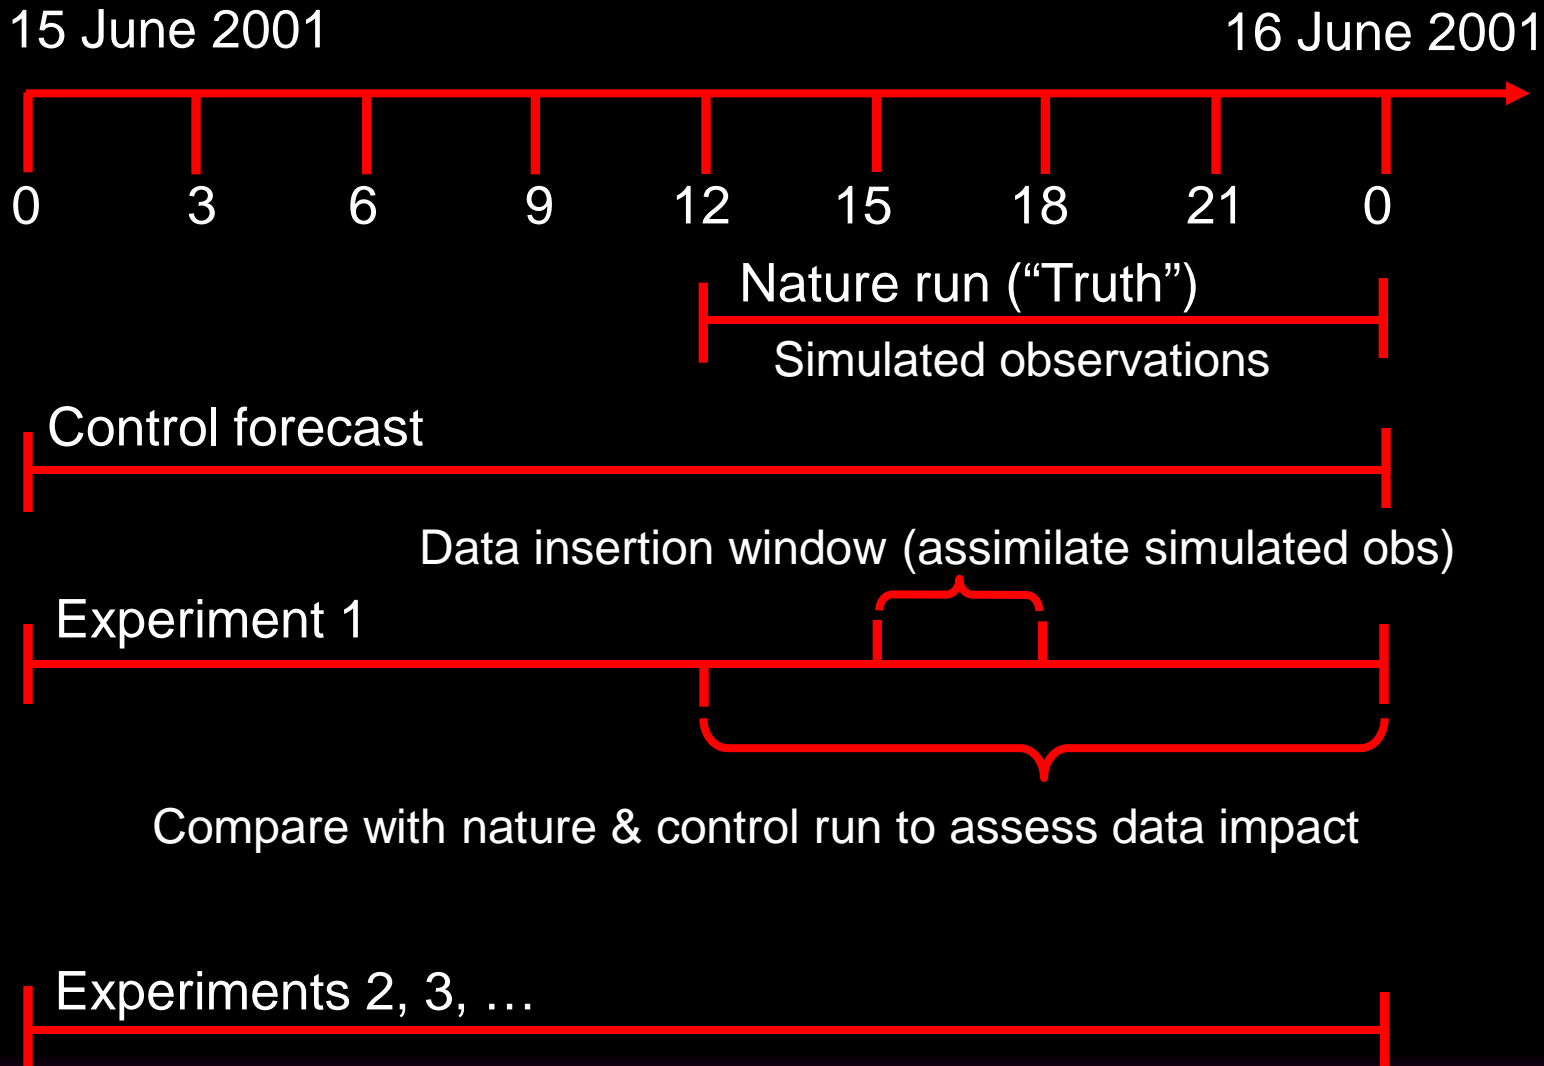 15 June 2001 16 June 2001
0 3 6 9 12 15 18 21 0
Nature run (“Truth”)
Simulated observations
Control forecast
Data insertion window (assimilate simulated obs)
Experiment 1
Compare with nature & control run to assess data impact
Experiments 2, 3, …